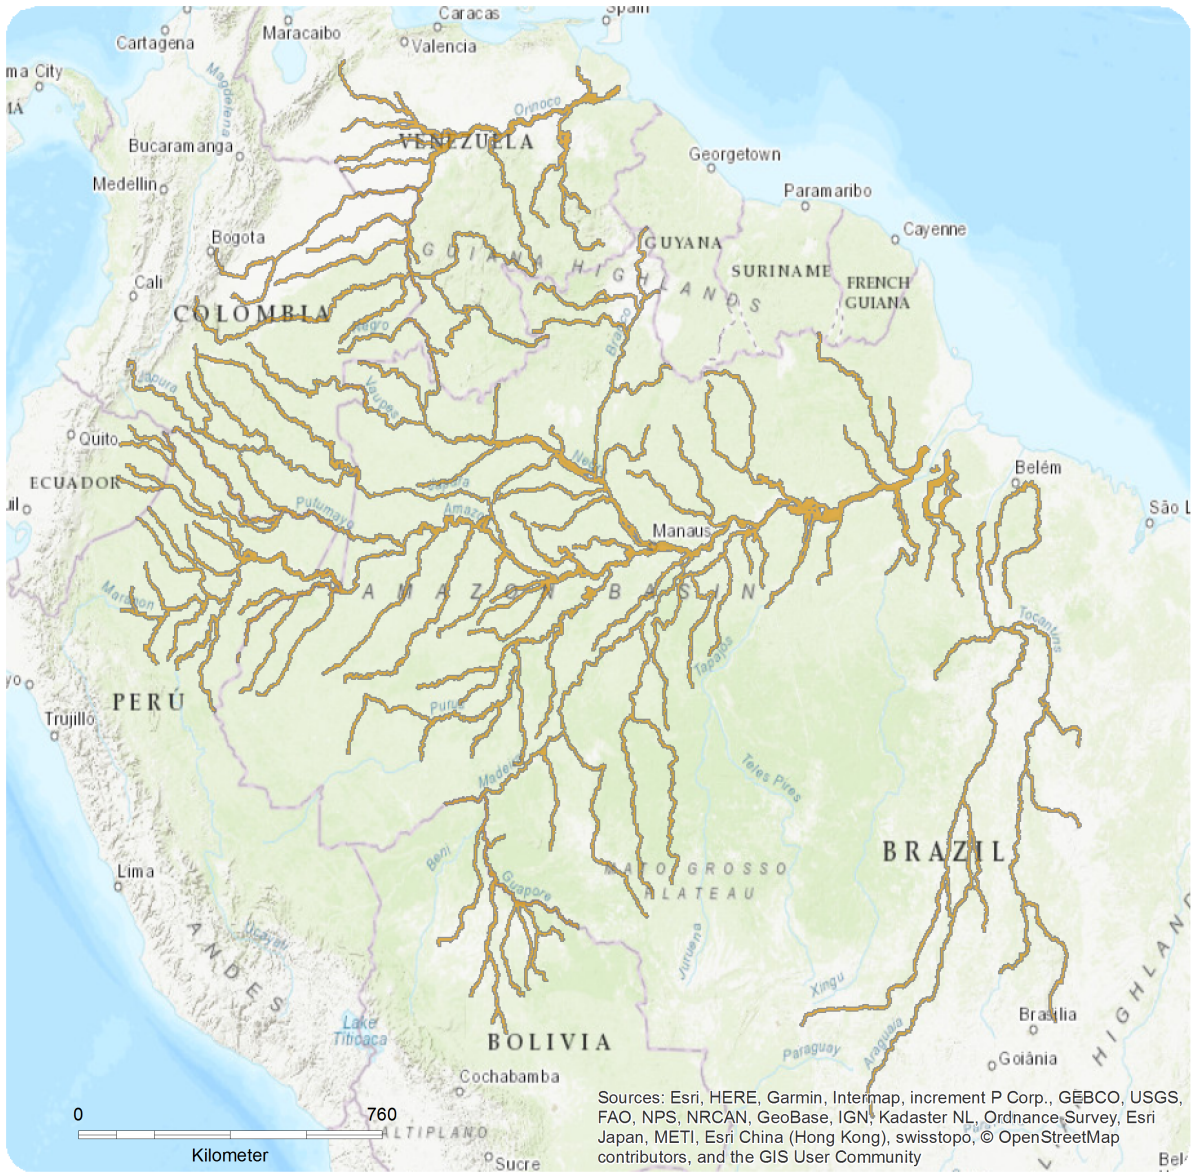 Spain
Caracas
Cartagena
Maracaibo
Valencia
ma City
Magdalena
Orinoco
VENEZUELA
Bucaramanga
Georgetown
Medellin
Paramaribo
Cayenne
Bogota
GUYANA
GUIANA HIGHLANDS
SURINAME
FRENCH
GUIANA
Cali
COLOMBIA
Negro
Branco
Japura
Vaupes
Quito
ECUADOR
Negro
Belém
Japura
Putumayo
Amazon
São L
Manaus
AMAZON BASIN
Maranon
Tocantins
Tapajos
PERÚ
Purus
Trujillo
Madeira
Teles Pires
BRAZIL
Beni
MATO GROSSO
PLATEAU
Lima
Guapore
Ucayali
ANDES
Juruena
Xingu
HIGHLAND
Lake
Titicaca
BOLIVIA
Brasilia
Araguaia
Paraguay
Goiânia
Cochabamba
0 760
Kilometer
ALTIPLANO
Sucre
Sources: Esri, HERE, Garmin, Intermap, increment P Corp., GEBCO, USGS,
FAO, NPS, NRCAN, GeoBase, IGN, Kadaster NL, Ordnance Survey, Esri
Japan, METI, Esri China (Hong Kong), swisstopo, © OpenStreetMap
contributors, and the GIS User Community